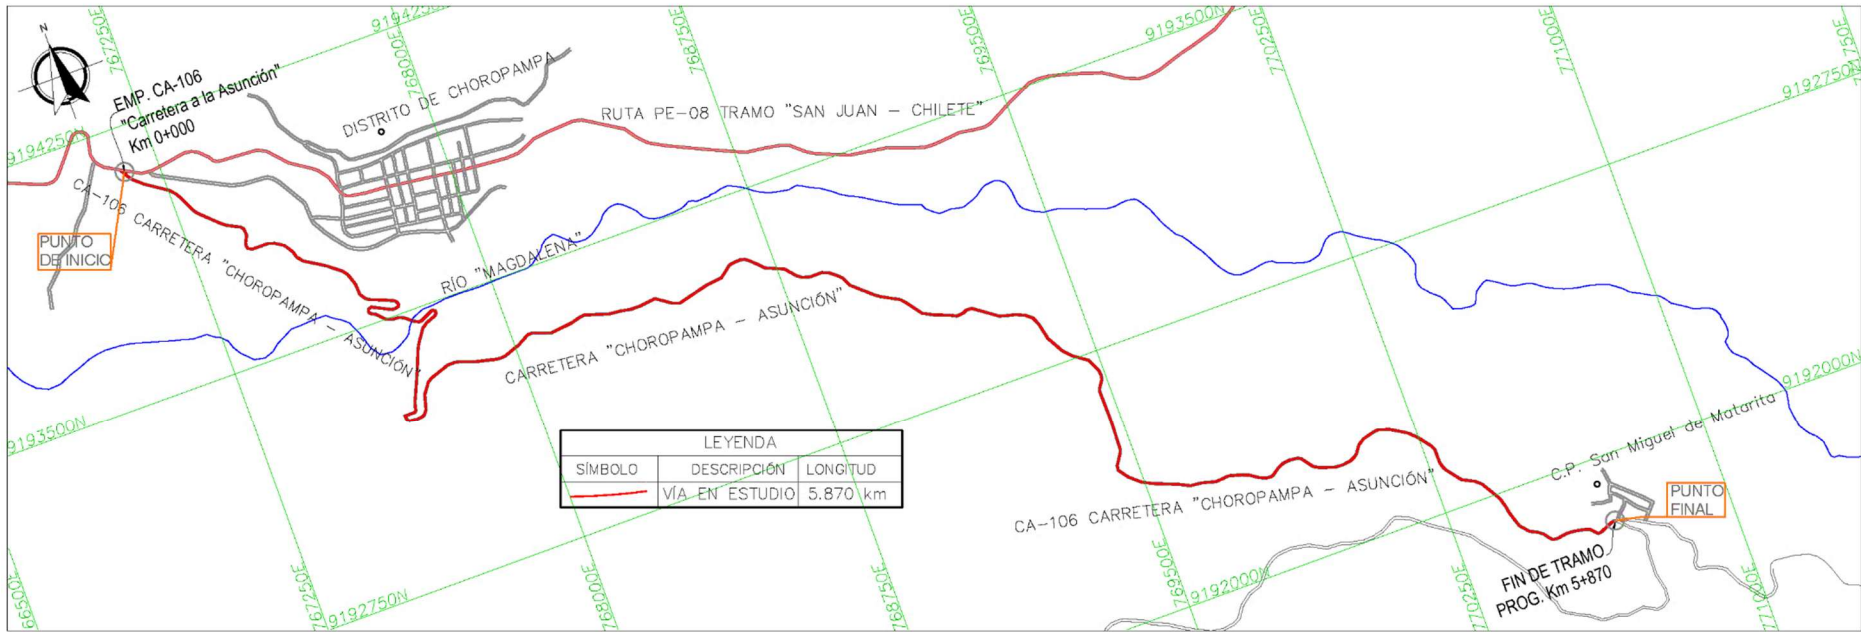 N
767250E
9194250N
768000E
768750E
769500E
9193500N
770250E
771000E
9192750N
EMP. CA-106
"Carretera a la Asunción"
Km 0+000
9194250N
DISTRITO DE CHOROPAMPA
RUTA PE-08 TRAMO "SAN JUAN - CHILETE"
CA-106 CARRETERA "CHOROPAMPA - ASUNCIÓN"
PUNTO
DE INICIO
RÍO "MAGDALENA"
CARRETERA "CHOROPAMPA - ASUNCIÓN"
9192000N
9193500N
LEYENDA
SÍMBOLO DESCRIPCIÓN LONGITUD
VÍA EN ESTUDIO 5.870 km
C.P. San Miguel de Matarita
CA-106 CARRETERA "CHOROPAMPA - ASUNCIÓN"
PUNTO
FINAL
FIN DE TRAMO
PROG. Km 5+870
767250E
9192750N
768000E
768750E
769500E
9192000N
770250E
771000E